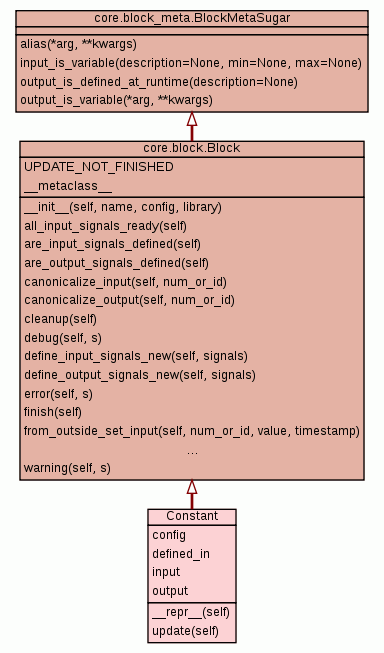 core.block_meta.BlockMetaSugar
alias(*arg, **kwargs)
input_is_variable(description=None, min=None, max=None)
output_is_defined_at_runtime(description=None)
output_is_variable(*arg, **kwargs)
core.block.Block
UPDATE_NOT_FINISHED
__metaclass__
__init__(self, name, config, library)
all_input_signals_ready(self)
are_input_signals_defined(self)
are_output_signals_defined(self)
canonicalize_input(self, num_or_id)
canonicalize_output(self, num_or_id)
cleanup(self)
debug(self, s)
define_input_signals_new(self, signals)
define_output_signals_new(self, signals)
error(self, s)
finish(self)
from_outside_set_input(self, num_or_id, value, timestamp)
...
warning(self, s)
Constant
config
defined_in
input
output
__repr__(self)
update(self)